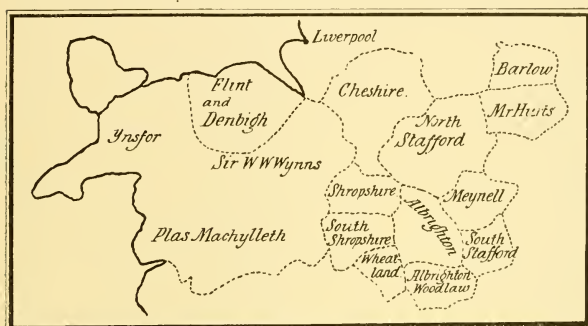 Liverpool
Flint
and
Denbigh
Cheshire.
Barlow
Mr Hurts
North
Stafford
Ynsfor
Sir W W Wynns
Shropshire
Meynell
Albrighton
Plas Machylleth
South
Shropshire
South
Stafford
Wheat
land
Albrighton
Woodlaw